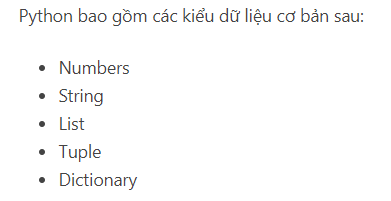 Python bao gồm các kiểu dữ liệu cơ bản sau:
• Numbers
• String
• List
• Tuple
• Dictionary